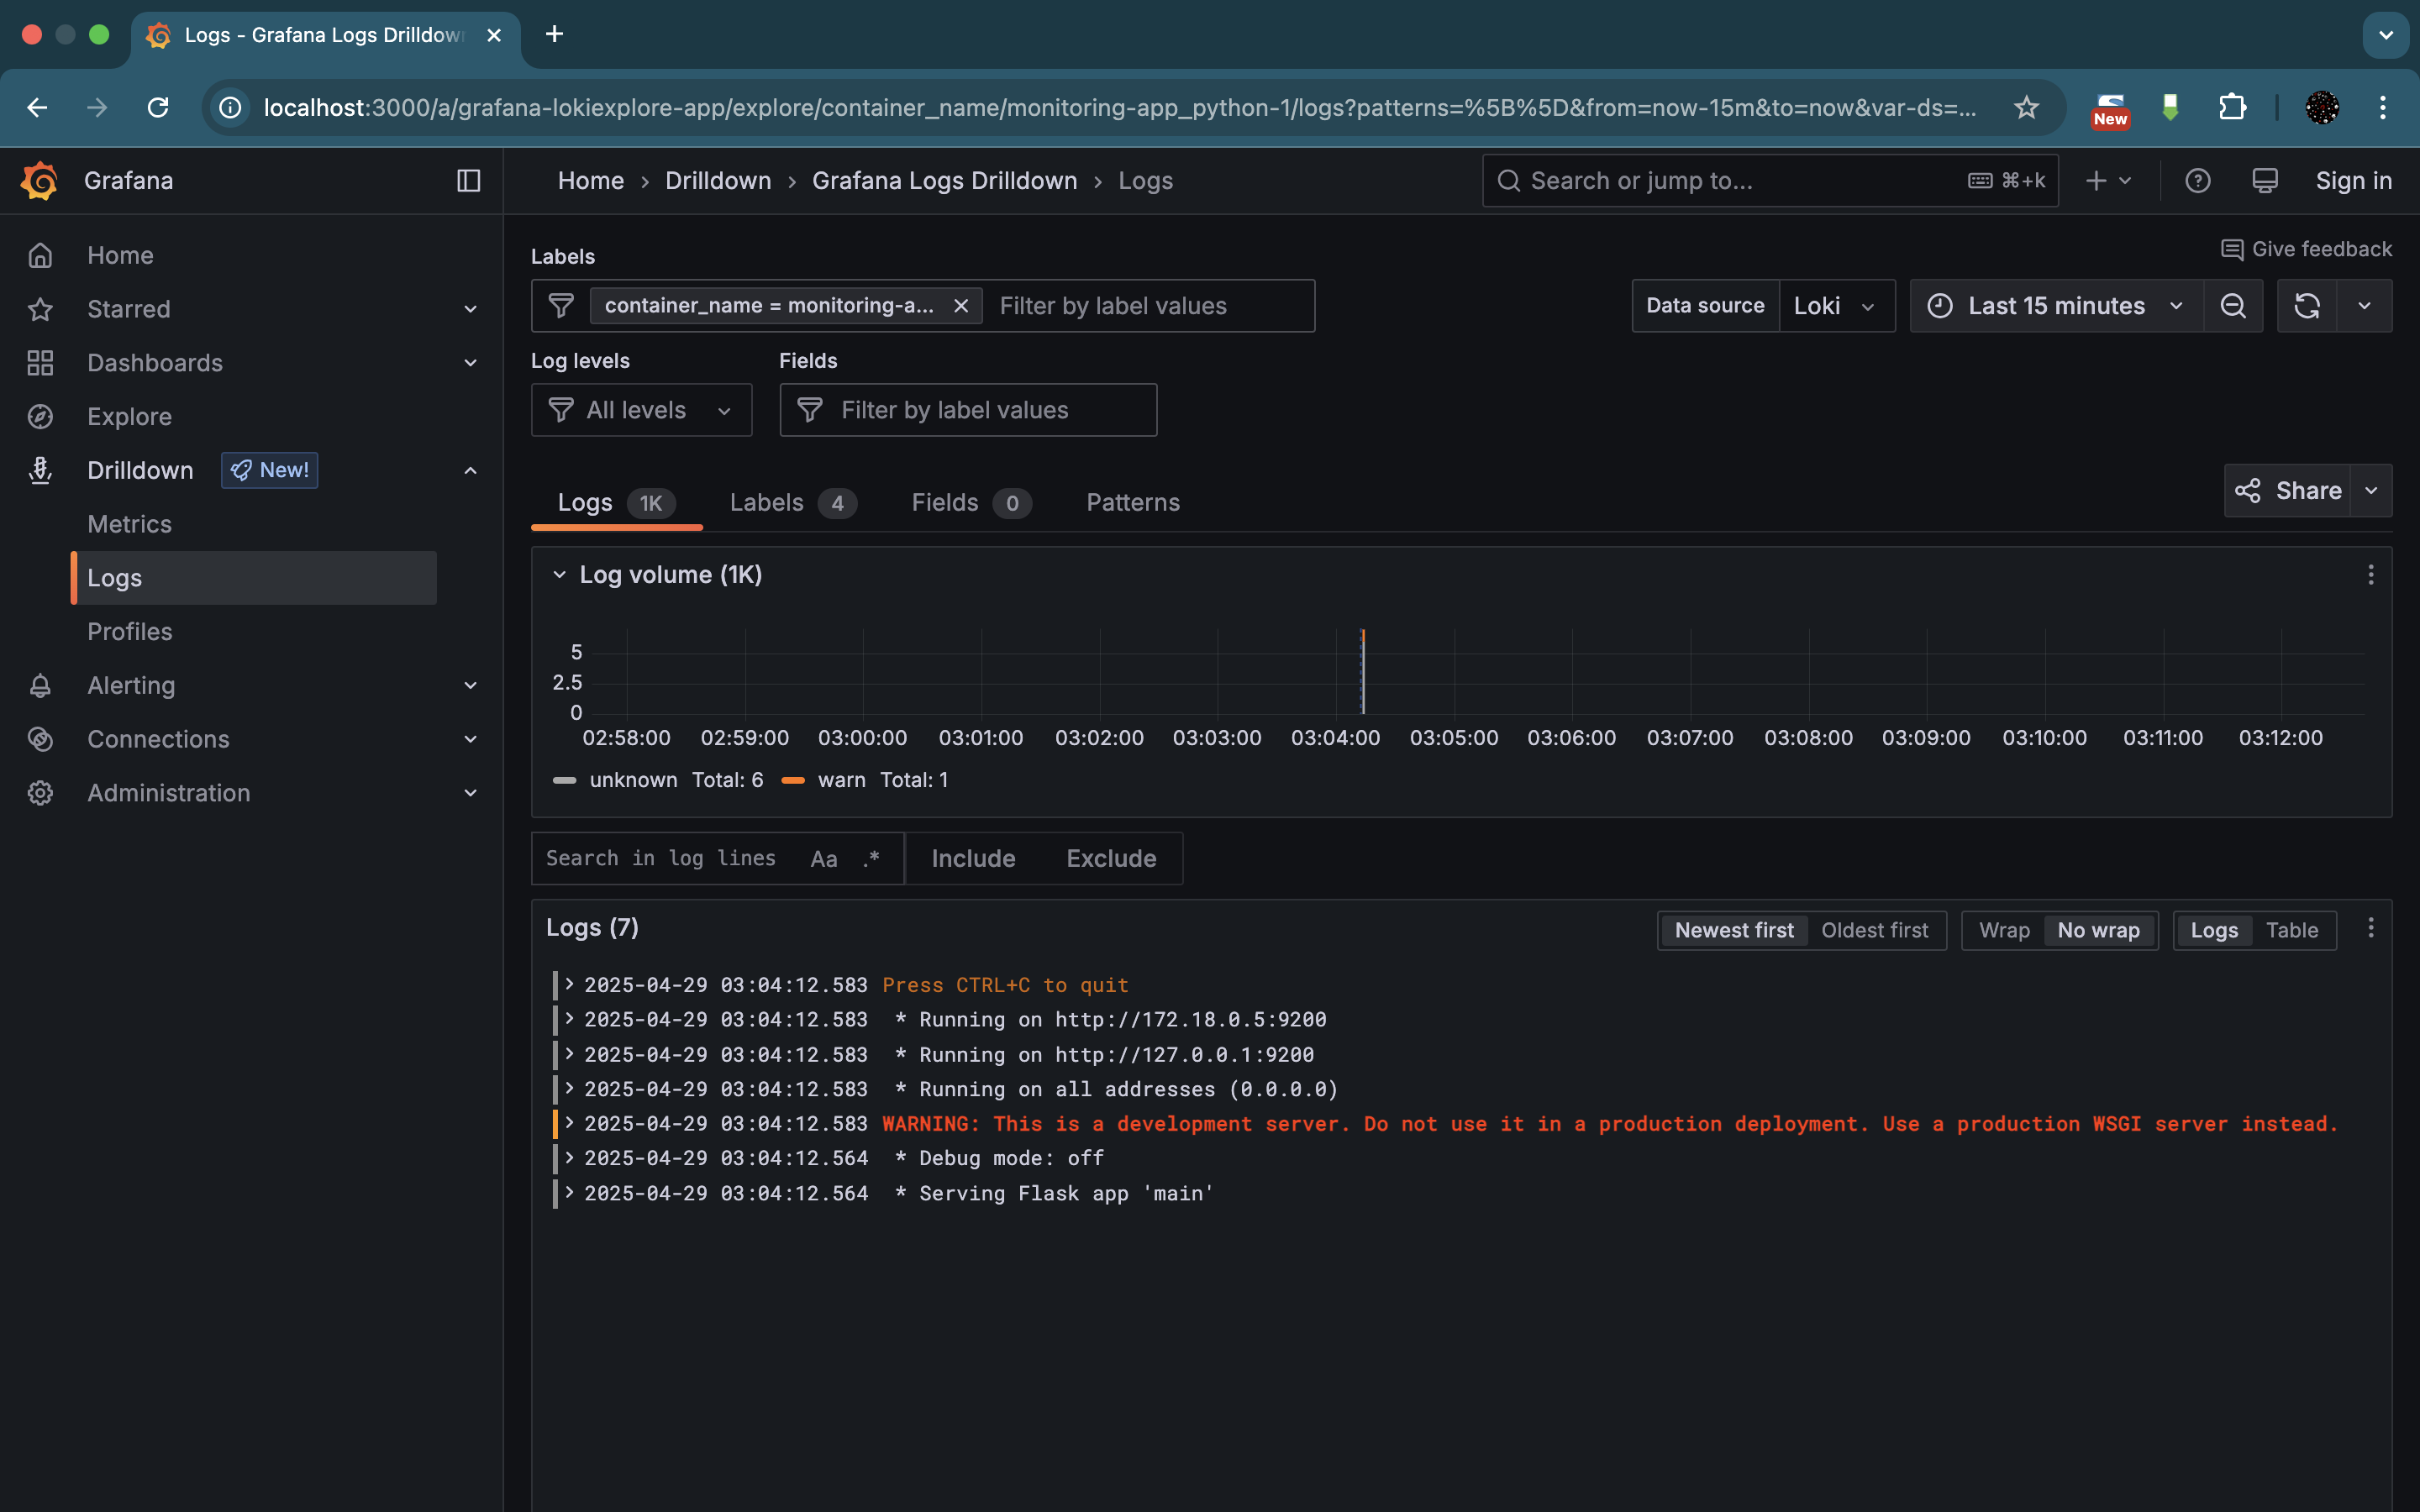 Logs - Grafana Logs Drilldow
localhost:3000/a/grafana-lokiexplore-app/explore/container_name/monitoring-app_python-1/logs?patterns=%5B%5D&from=now-15m&to=now&var-ds=...
New
Grafana
Home › Drilldown › Grafana Logs Drilldown › Logs
Search or jump to...
⌘+k
Sign in
Home
Starred
Dashboards
Explore
Drilldown
New!
Metrics
Logs
Profiles
Alerting
Connections
Administration
Give feedback
Labels
container_name = monitoring-a...
Filter by label values
Data source
Loki
Last 15 minutes
Log levels
Fields
All levels
Filter by label values
Logs 1K
Labels 4
Fields 0
Patterns
Share
Log volume (1K)
5
2.5
0
02:58:00 02:59:00 03:00:00 03:01:00 03:02:00 03:03:00 03:04:00 03:05:00 03:06:00 03:07:00 03:08:00 03:09:00 03:10:00 03:11:00 03:12:00
unknown Total: 6 warn Total: 1
Search in log lines Aa .*
Include
Exclude
Logs (7)
Newest first Oldest first
Wrap No wrap
Logs Table
2025-04-29 03:04:12.583 Press CTRL+C to quit
2025-04-29 03:04:12.583 * Running on http://172.18.0.5:9200
2025-04-29 03:04:12.583 * Running on http://127.0.0.1:9200
2025-04-29 03:04:12.583 * Running on all addresses (0.0.0.0)
2025-04-29 03:04:12.583 WARNING: This is a development server. Do not use it in a production deployment. Use a production WSGI server instead.
2025-04-29 03:04:12.564 * Debug mode: off
2025-04-29 03:04:12.564 * Serving Flask app 'main'